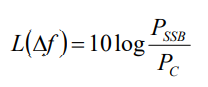 L(Δf) = 10 log P_SSB / P_C